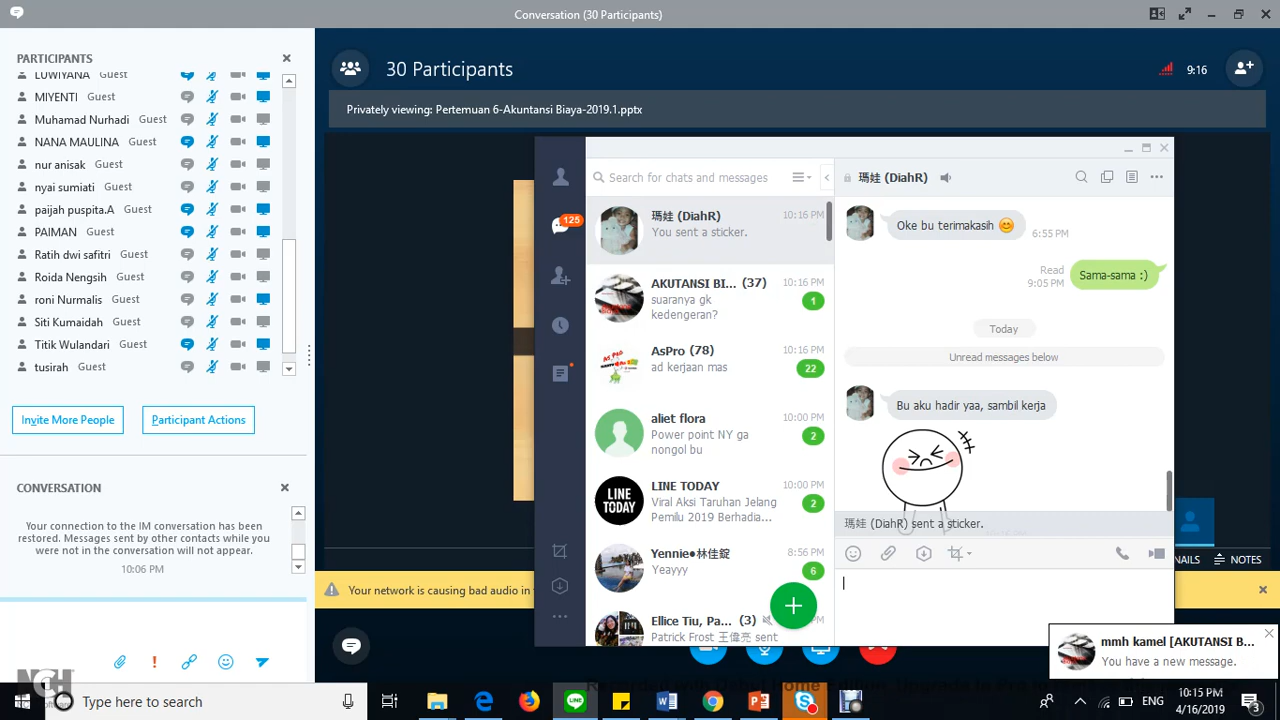 Conversation (30 Participants)
PARTICIPANTS
LUWIYANA Guest
MIYENTI Guest
Muhamad Nurhadi Guest
NANA MAULINA Guest
nur anisak Guest
nyai sumiati Guest
paijah puspita.A Guest
PAIMAN Guest
Ratih dwi safitri Guest
Roida Nengsih Guest
roni Nurmalis Guest
Siti Kumaidah Guest
Titik Wulandari Guest
tusirah Guest
Invite More People
Participant Actions
CONVERSATION
Your connection to the IM conversation has been
restored. Messages sent by other contacts while you
were not in the conversation will not appear.
10:06 PM
30 Participants
9:16
Privately viewing: Pertemuan 6-Akuntansi Biaya-2019.1.pptx
125
Search for chats and messages
瑪娃 (DiahR) 10:16 PM
You sent a sticker.
AKUTANSI BI... (37) 10:16 PM
suaranya gk
kedengeran?
1
AsPro (78) 10:16 PM
ad kerjaan mas
22
aliet flora 10:00 PM
Power point NY ga
nongol bu
2
LINE TODAY 10:00 PM
Viral Aksi Taruhan Jelang
Pemilu 2019 Berhadia...
2
LINE
TODAY
Yennie●林佳錠 8:56 PM
Yeayyy
6
Ellice Tiu, Pa... (3)
Patrick Frost 王偉亮 sent
瑪娃 (DiahR)
Oke bu terimakasih 😊
6:55 PM
Read
9:05 PM
Sama-sama :)
Today
Unread messages below
Bu aku hadir yaa, sambil kerja
瑪娃 (DiahR) sent a sticker.
NAILS
NOTES
Your network is causing bad audio in
mmh kamel [AKUTANSI B...
You have a new message.
NCH
Type here to search
ENG
10:15 PM
4/16/2019
3